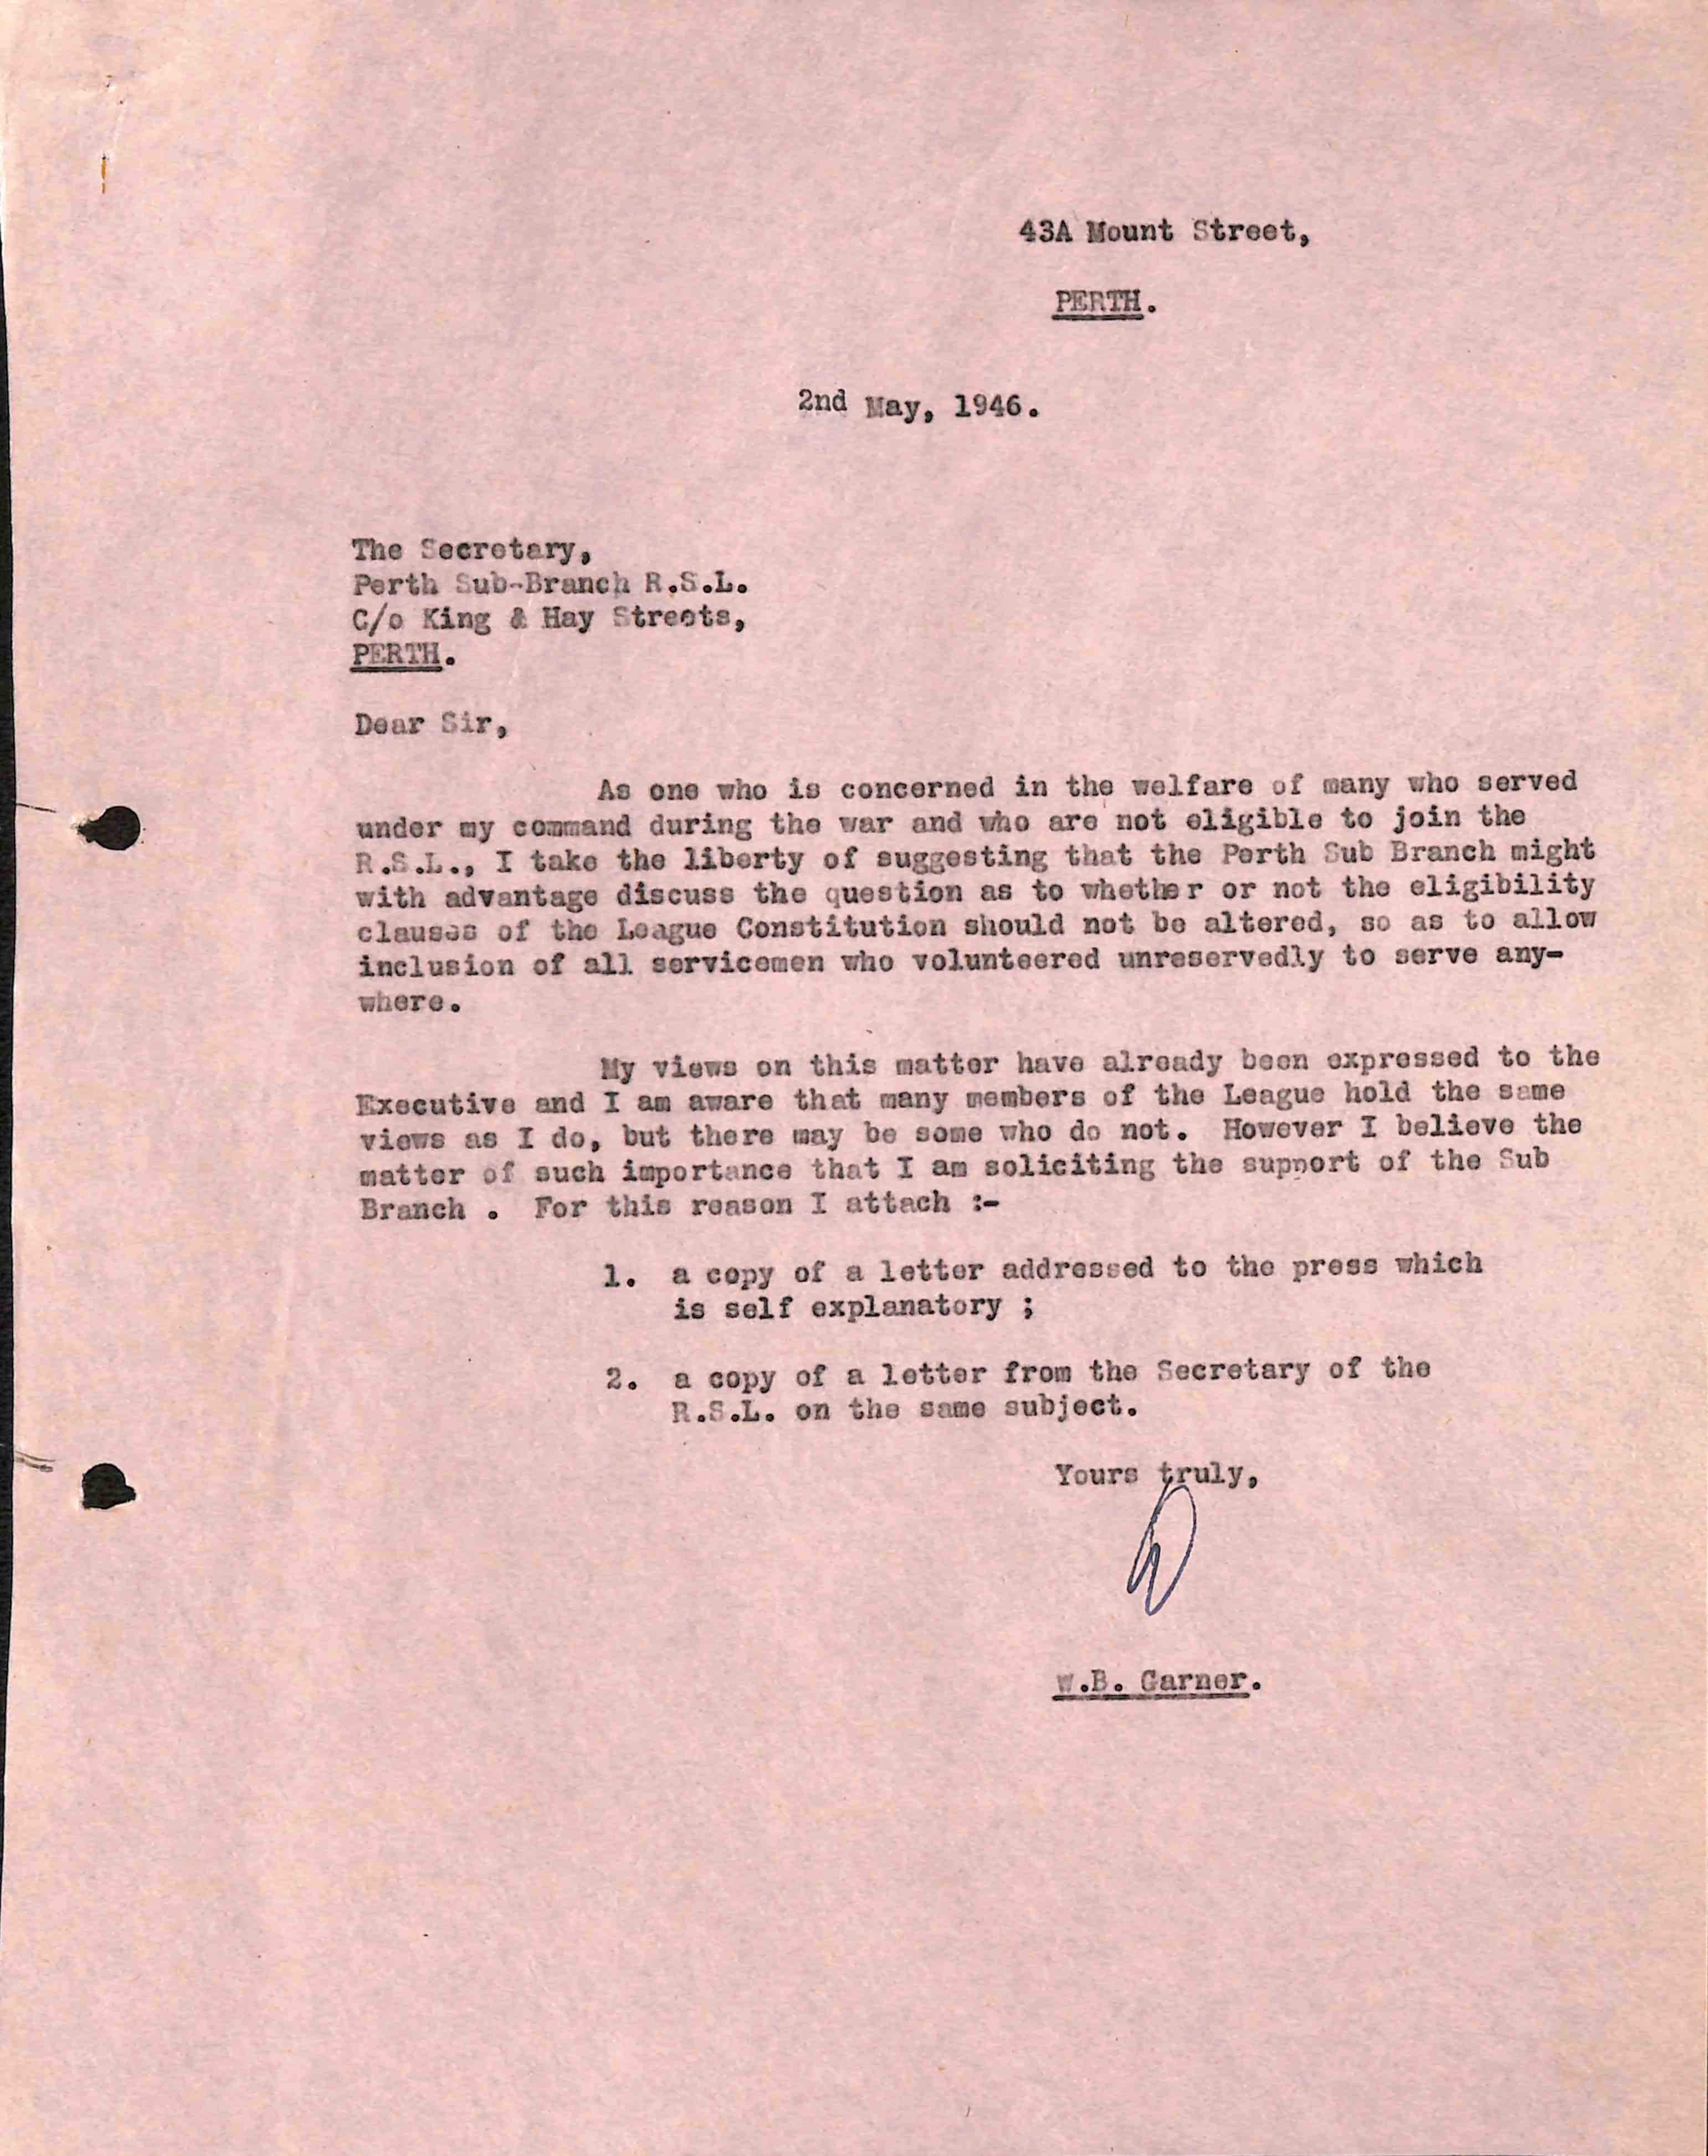 43A Mount Street,
PERTH.
2nd May, 1946.
The Secretary,
Perth Sub-Branch R.S.L.
C/o King & Hay Streets,
PERTH.
Dear Sir,
As one who is concerned in the welfare of many who served
under my command during the war and who are not eligible to join the
R.S.L., I take the liberty of suggesting that the Perth Sub Branch might
with advantage discuss the question as to whether or not the eligibility
clauses of the League Constitution should not be altered, so as to allow
inclusion of all servicemen who volunteered unreservedly to serve any-
where.
My views on this matter have already been expressed to the
Executive and I am aware that many members of the League hold the same
views as I do, but there may be some who do not. However I believe the
matter of such importance that I am soliciting the support of the Sub
Branch . For this reason I attach :-
1. a copy of a letter addressed to the press which
is self explanatory ;
2. a copy of a letter from the Secretary of the
R.S.L. on the same subject.
Yours truly,
W.B. Garner.